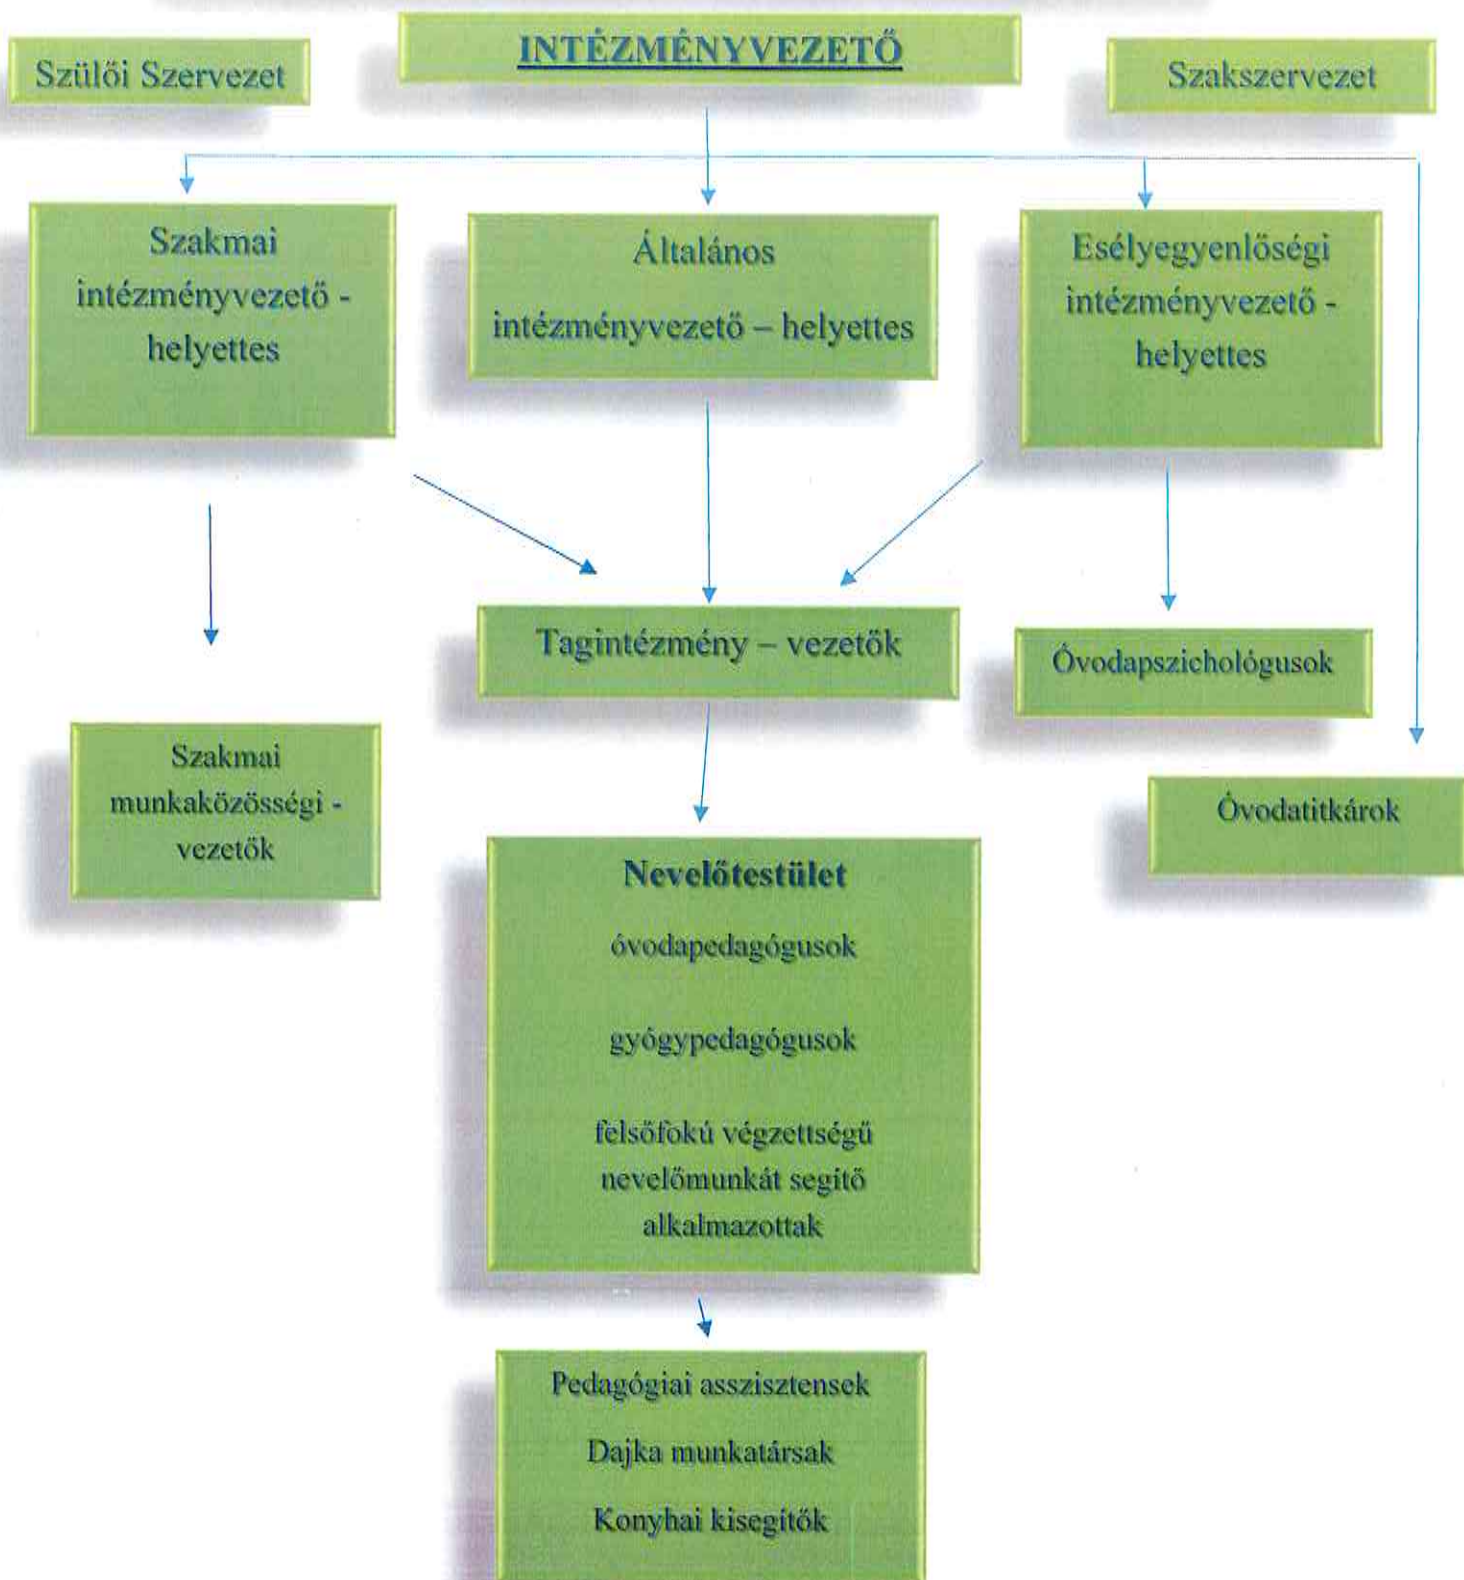 INTÉZMÉNYVEZETŐ
Szülői Szervezet
Szakszervezet
Szakmai
intézményvezető -
helyettes
Általános
intézményvezető – helyettes
Esélyegyenlőségi
intézményvezető -
helyettes
Tagintézmény – vezetők
Óvodapszichológusok
Szakmai
munkaközösségi -
vezetők
Óvodatitkárok
Nevelőtestület
óvodapedagógusok
gyógypedagógusok
felsőfokú végzettségű
nevelőmunkát segítő
alkalmazottak
Pedagógiai asszisztensek
Dajka munkatársak
Konyhai kisegítők